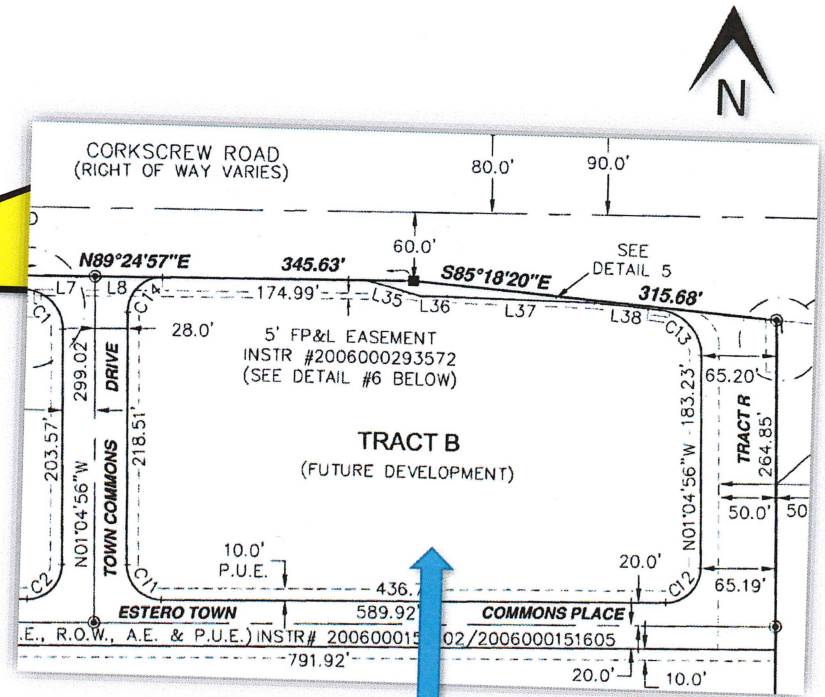 N
CORKSCREW ROAD
(RIGHT OF WAY VARIES)
80.0'
90.0'
60.0'
N89°24'57"E
345.63'
S85°18'20"E
SEE
DETAIL 5
315.68'
L7
L8
C14
174.99'
L35
L36
L37
L38
C13
C1
28.0'
5' FP&L EASEMENT
INSTR #2006000293572
(SEE DETAIL #6 BELOW)
65.20'
299.02'
DRIVE
203.57'
218.51'
183.23'
TRACT R
264.85'
TRACT B
(FUTURE DEVELOPMENT)
N01°04'56"W
TOWN COMMONS
N01°04'56"W
50.0'
50
10.0'
P.U.E.
20.0'
65.19'
C2
C11
436.7
C12
ESTERO TOWN
589.92'
COMMONS PLACE
.E., R.O.W., A.E. & P.U.E.) INSTR# 20060001 02/2006000151605
791.92'
20.0'
10.0'